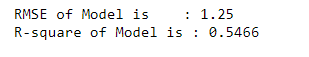 RMSE of Model is    : 1.25
R-square of Model is : 0.5466